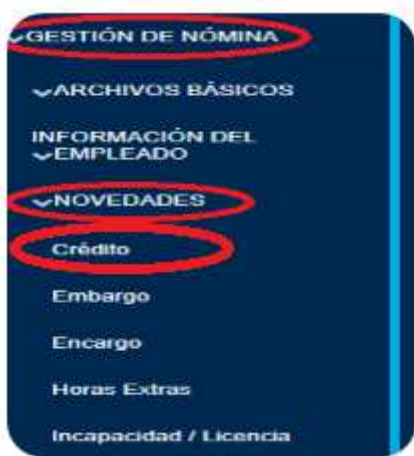 GESTIÓN DE NÓMINA
ARCHIVOS BÁSICOS
INFORMACIÓN DEL
EMPLEADO
NOVEDADES
Crédito
Embargo
Encargo
Horas Extras
Incapacidad / Licencia